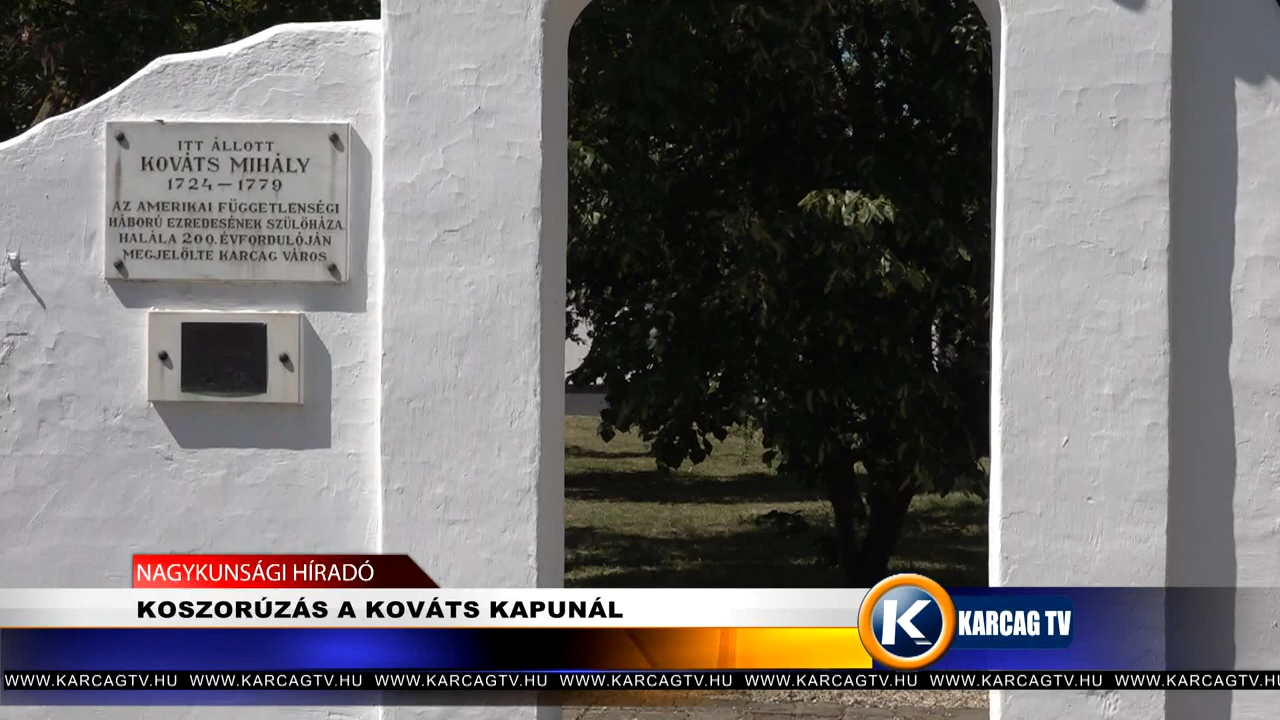 ITT ÁLLOTT
KOVÁTS MIHÁLY
1724—1779
AZ AMERIKAI FÜGGETLENSÉGI
HÁBORÚ EZREDESÉNEK SZÜLŐHÁZA.
HALÁLA 200. ÉVFORDULÓJÁN
MEGJELÖLTE KARCAG VÁROS
NAGYKUNSÁGI HÍRADÓ
KOSZORÚZÁS A KOVÁTS KAPUNÁL
K KARCAG TV
WWW.KARCAGTV.HU WWW.KARCAGTV.HU WWW.KARCAGTV.HU WWW.KARCAGTV.HU WWW.KARCAGTV.HU WWW.KARCAGTV.HU WWW.KARCAGTV.HU